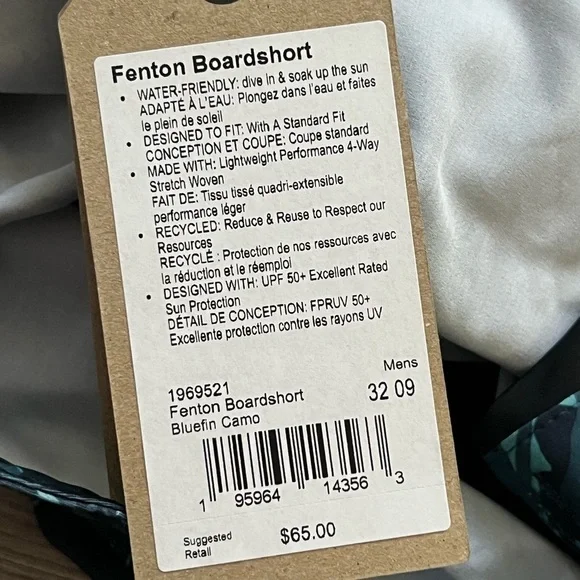 Fenton Boardshort
• WATER-FRIENDLY: dive in & soak up the sun
ADAPTÉ À L'EAU: Plongez dans l'eau et faites
le plein de soleil
• DESIGNED TO FIT: With A Standard Fit
CONCEPTION ET COUPE: Coupe standard
• MADE WITH: Lightweight Performance 4-Way
Stretch Woven
FAIT DE: Tissu tissé quadri-extensible
performance léger
• RECYCLED: Reduce & Reuse to Respect our
Resources
RECYCLÉ : Protection de nos ressources avec
la réduction et le réemploi
• DESIGNED WITH: UPF 50+ Excellent Rated
Sun Protection
DÉTAIL DE CONCEPTION: FPRUV 50+
Excellente protection contre les rayons UV
Mens
1969521
Fenton Boardshort 32 09
Bluefin Camo
1 95964 14356 3
Suggested
Retail $65.00